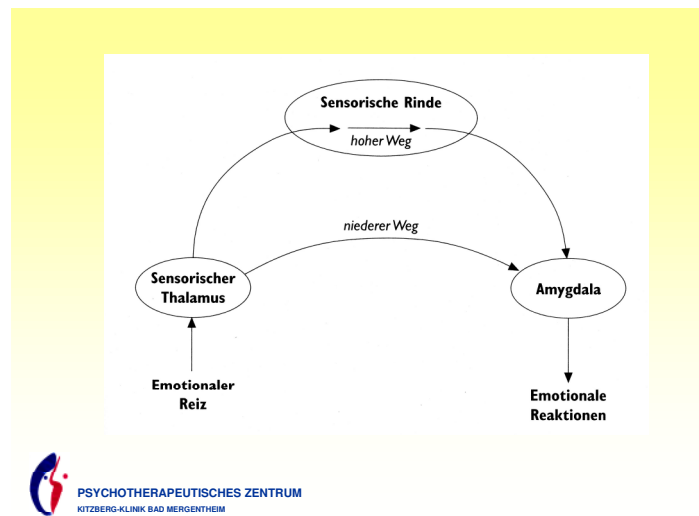 Sensorische Rinde
hoher Weg
niederer Weg
Sensorischer
Thalamus
Amygdala
Emotionaler
Reiz
Emotionale
Reaktionen
PSYCHOTHERAPEUTISCHES ZENTRUM
KITZBERG-KLINIK BAD MERGENTHEIM